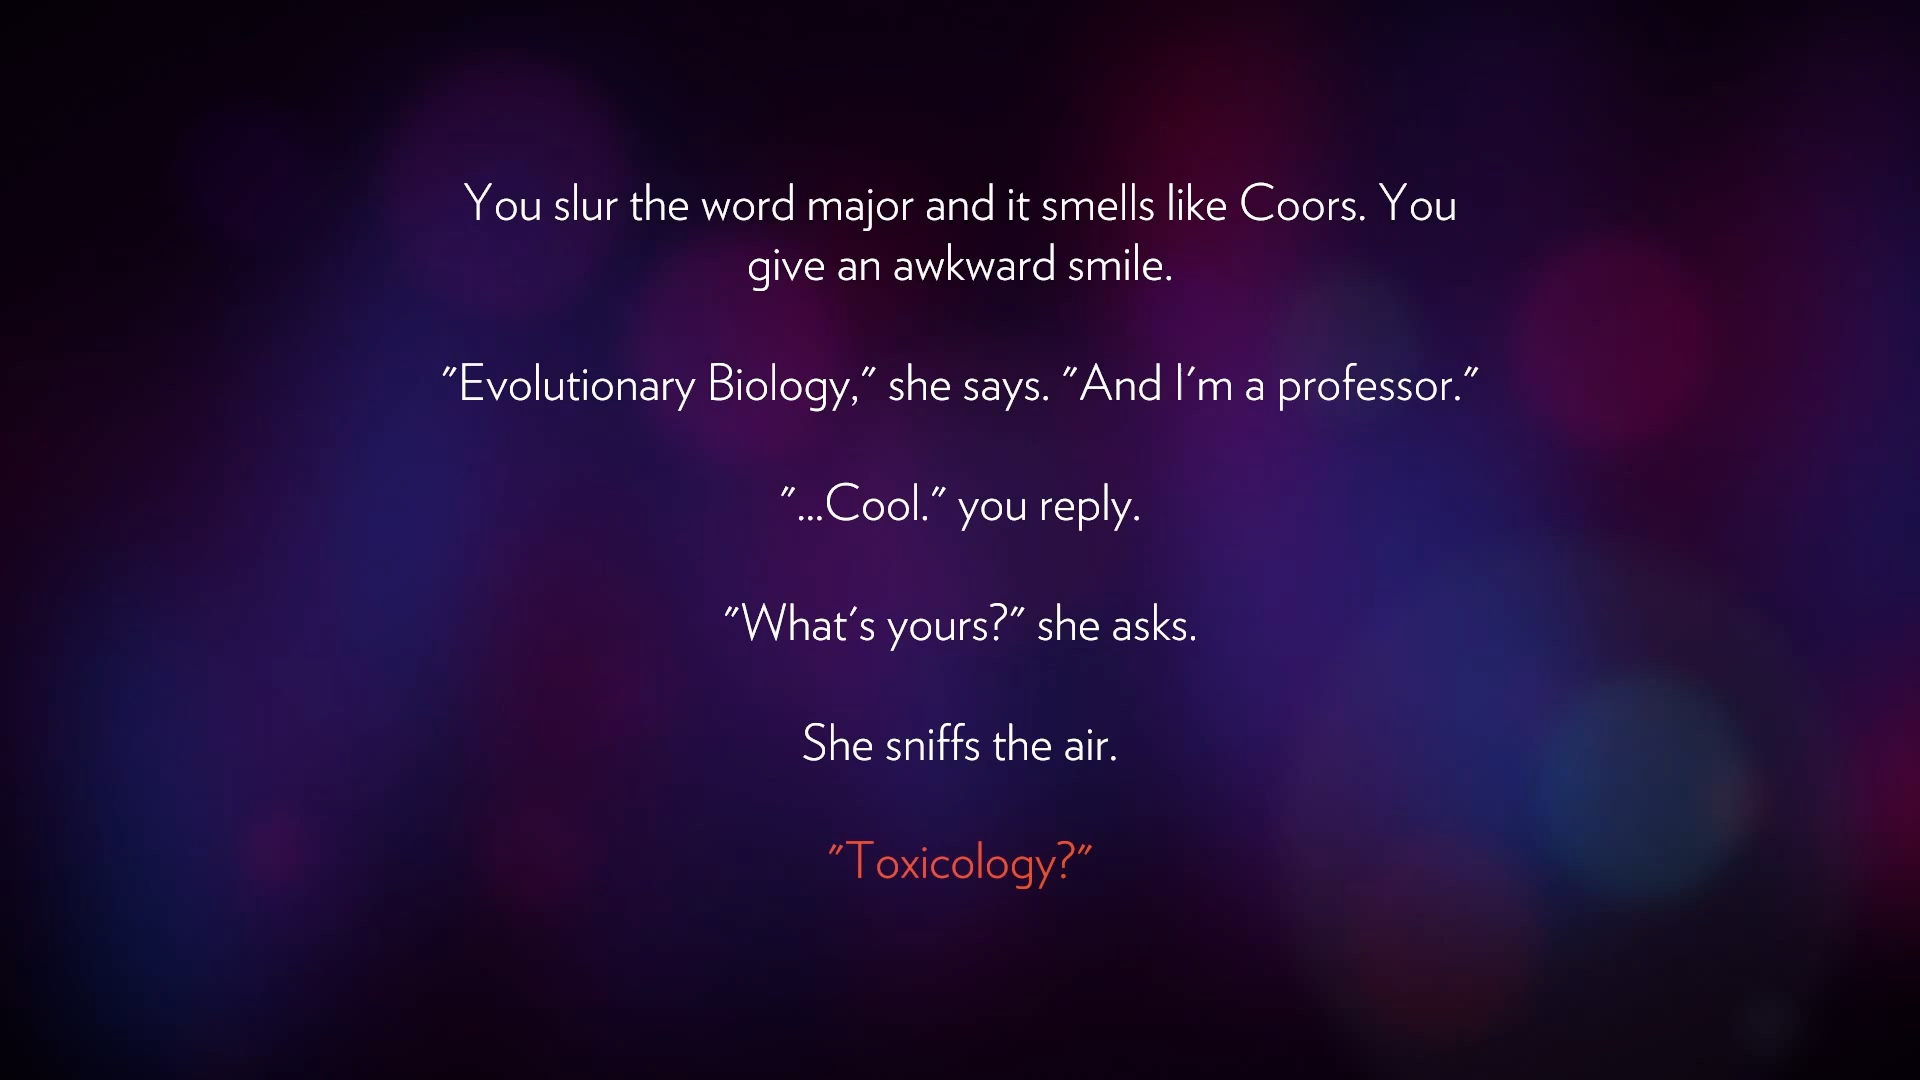 You slur the word major and it smells like Coors. You
give an awkward smile.
"Evolutionary Biology," she says. "And I'm a professor."
"...Cool." you reply.
"What's yours?" she asks.
She sniffs the air.
"Toxicology?"